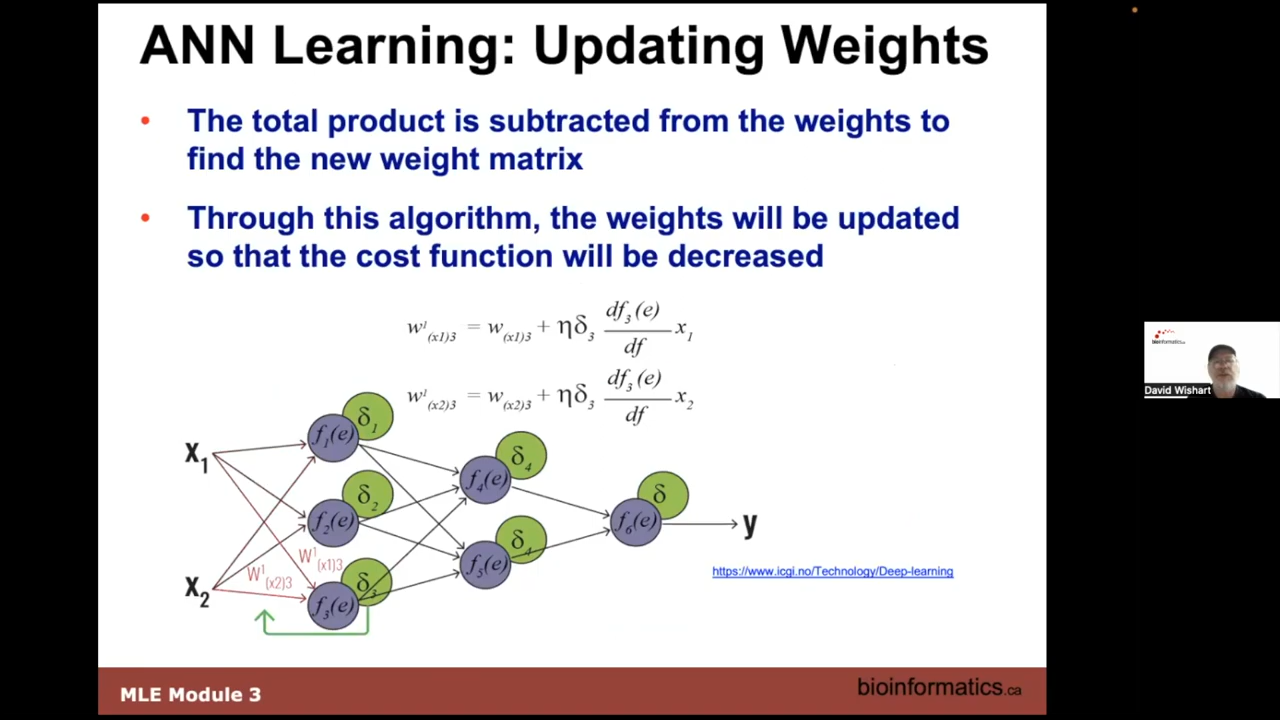 ANN Learning: Updating Weights
• The total product is subtracted from the weights to
find the new weight matrix
• Through this algorithm, the weights will be updated
so that the cost function will be decreased
w¹(x1)3 = w(x1)3 + ηδ₃ df₃(e)/df x₁
w¹(x2)3 = w(x2)3 + ηδ₃ df₃(e)/df x₂
x₁
x₂
f₁(e) δ₁
f₂(e) δ₂
f₃(e) δ₃
W¹(x1)3
W¹(x2)3
f₄(e) δ₄
f₅(e) δ₄
f₆(e) δ
y
https://www.icgi.no/Technology/Deep-learning
MLE Module 3
bioinformatics.ca
bioinformatics.ca
David Wishart